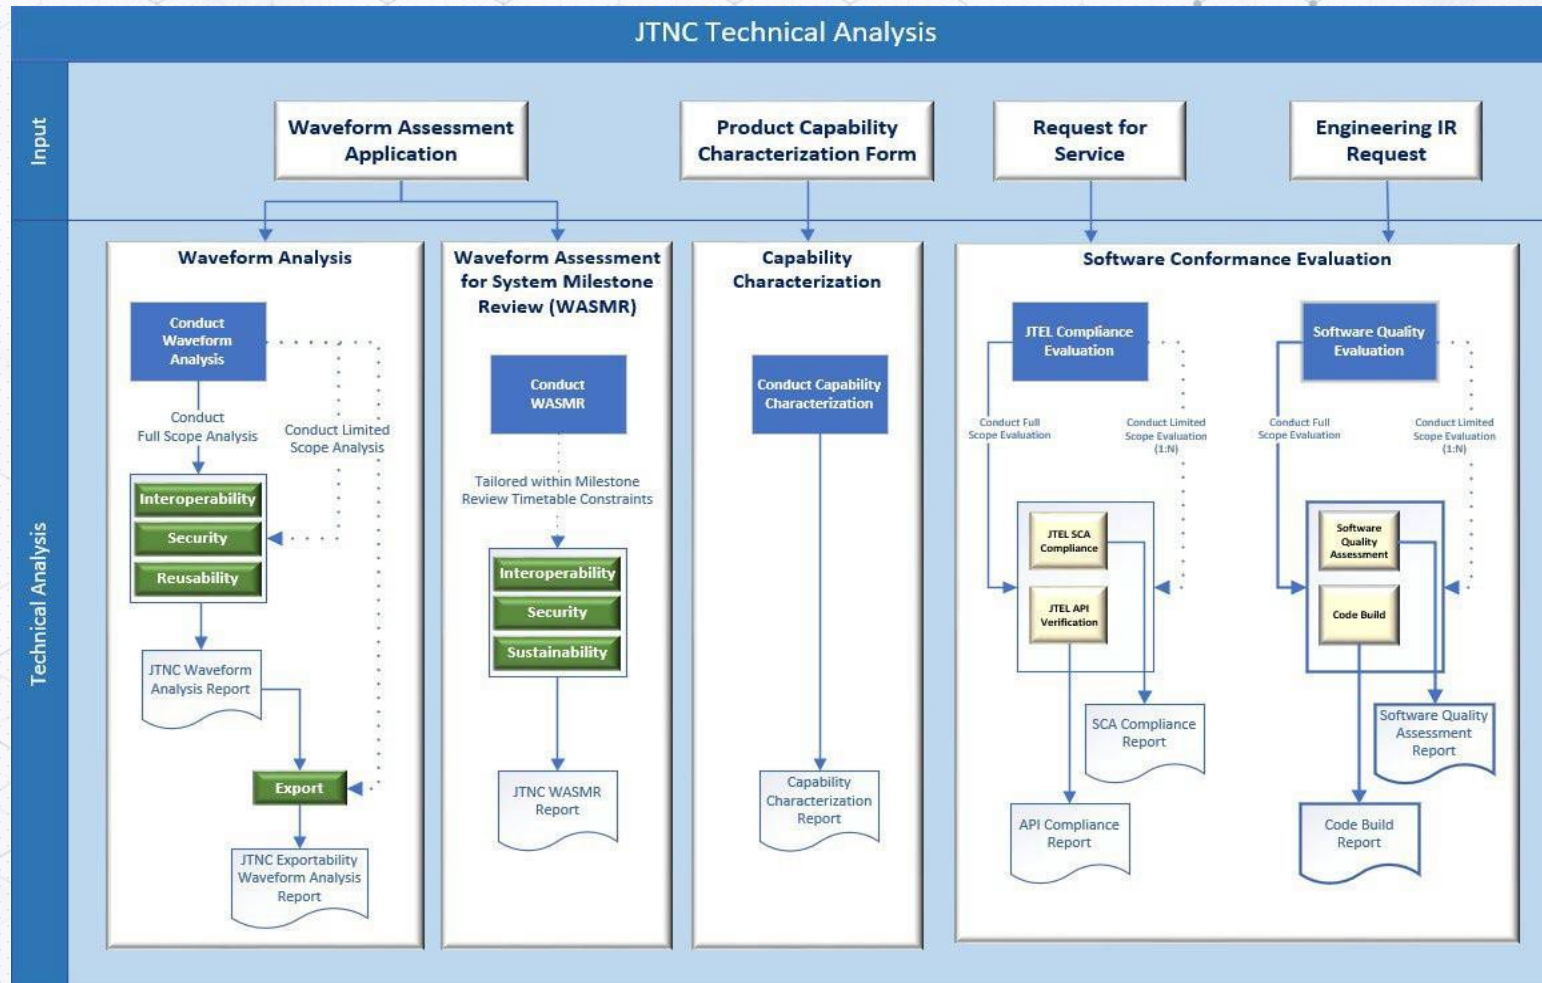 JTNC Technical Analysis
Input
Waveform Assessment
Application
Product Capability
Characterization Form
Request for
Service
Engineering IR
Request
Technical Analysis
Waveform Analysis
Conduct
Waveform
Analysis
Conduct
Full Scope Analysis
Conduct Limited
Scope Analysis
Interoperability
Security
Reusability
JTNC Waveform
Analysis Report
Export
JTNC Exportability
Waveform Analysis
Report
Waveform Assessment
for System Milestone
Review (WASMR)
Conduct
WASMR
Tailored within Milestone
Review Timetable Constraints
Interoperability
Security
Sustainability
JTNC WASMR
Report
Capability
Characterization
Conduct Capability
Characterization
Capability
Characterization
Report
Software Conformance Evaluation
JTEL Compliance
Evaluation
Conduct Full
Scope Evaluation
Conduct Limited
Scope Evaluation
(1:N)
JTEL SCA
Compliance
JTEL API
Verification
SCA Compliance
Report
API Compliance
Report
Software Quality
Evaluation
Conduct Full
Scope Evaluation
Conduct Limited
Scope Evaluation
(1:N)
Software
Quality
Assessment
Code Build
Software Quality
Assessment
Report
Code Build
Report